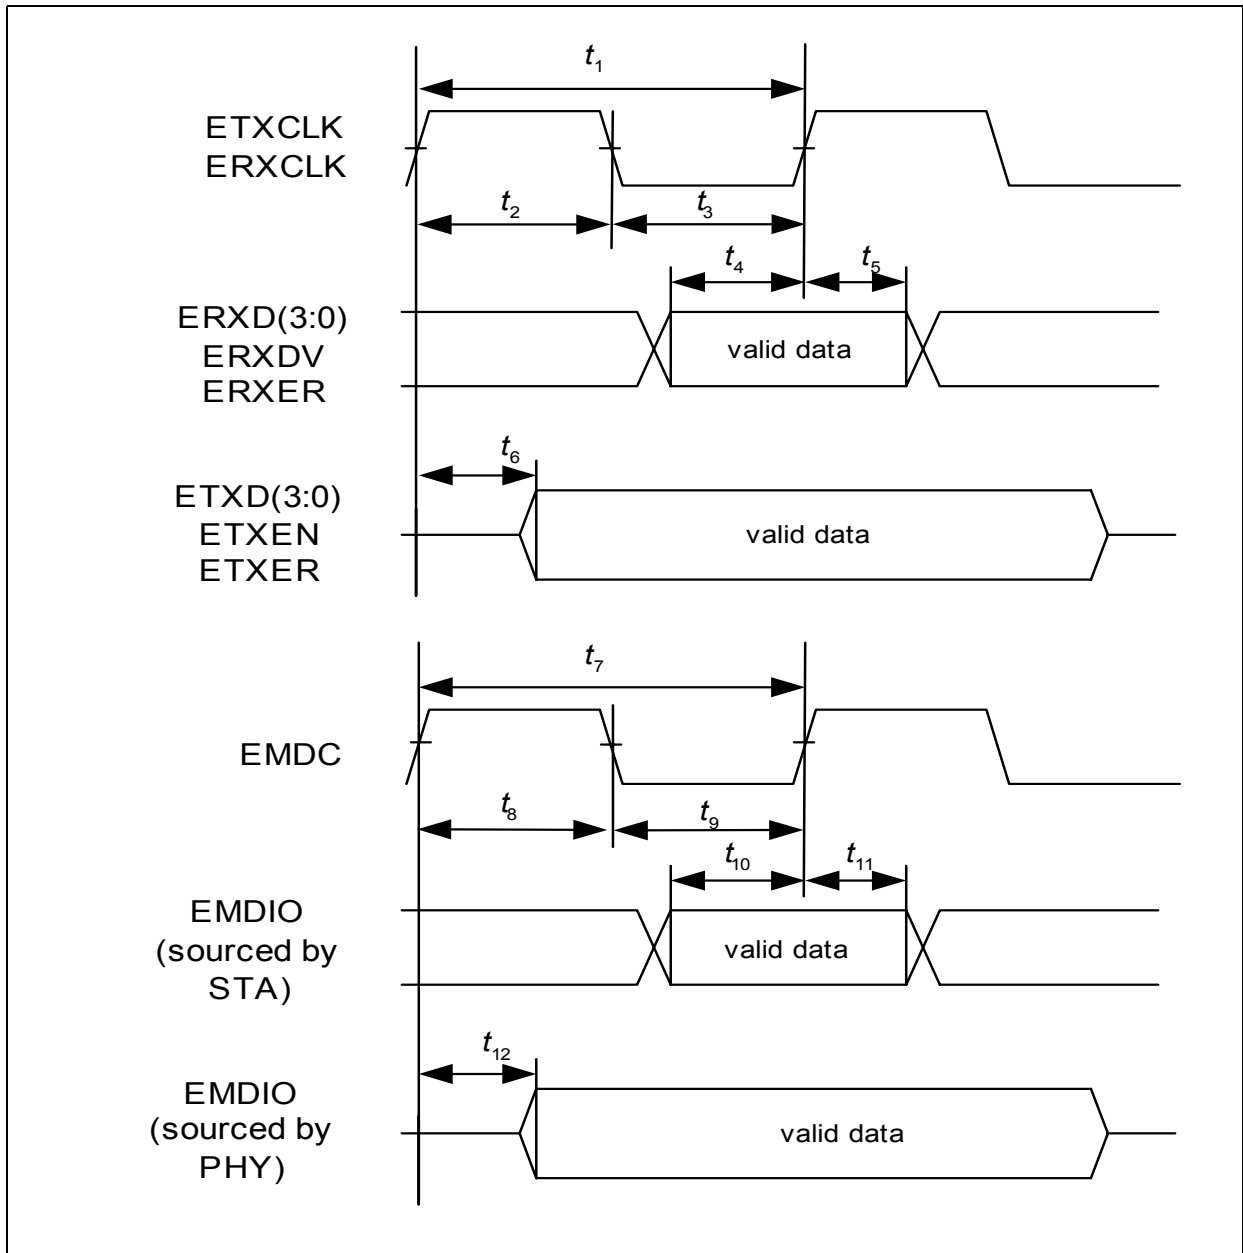 t1
ETXCLK
ERXCLK
t2
t3
t4
t5
ERXD(3:0)
ERXDV
ERXER
valid data
t6
ETXD(3:0)
ETXEN
ETXER
valid data
t7
EMDC
t8
t9
t10
t11
EMDIO
(sourced by
STA)
valid data
t12
EMDIO
(sourced by
PHY)
valid data